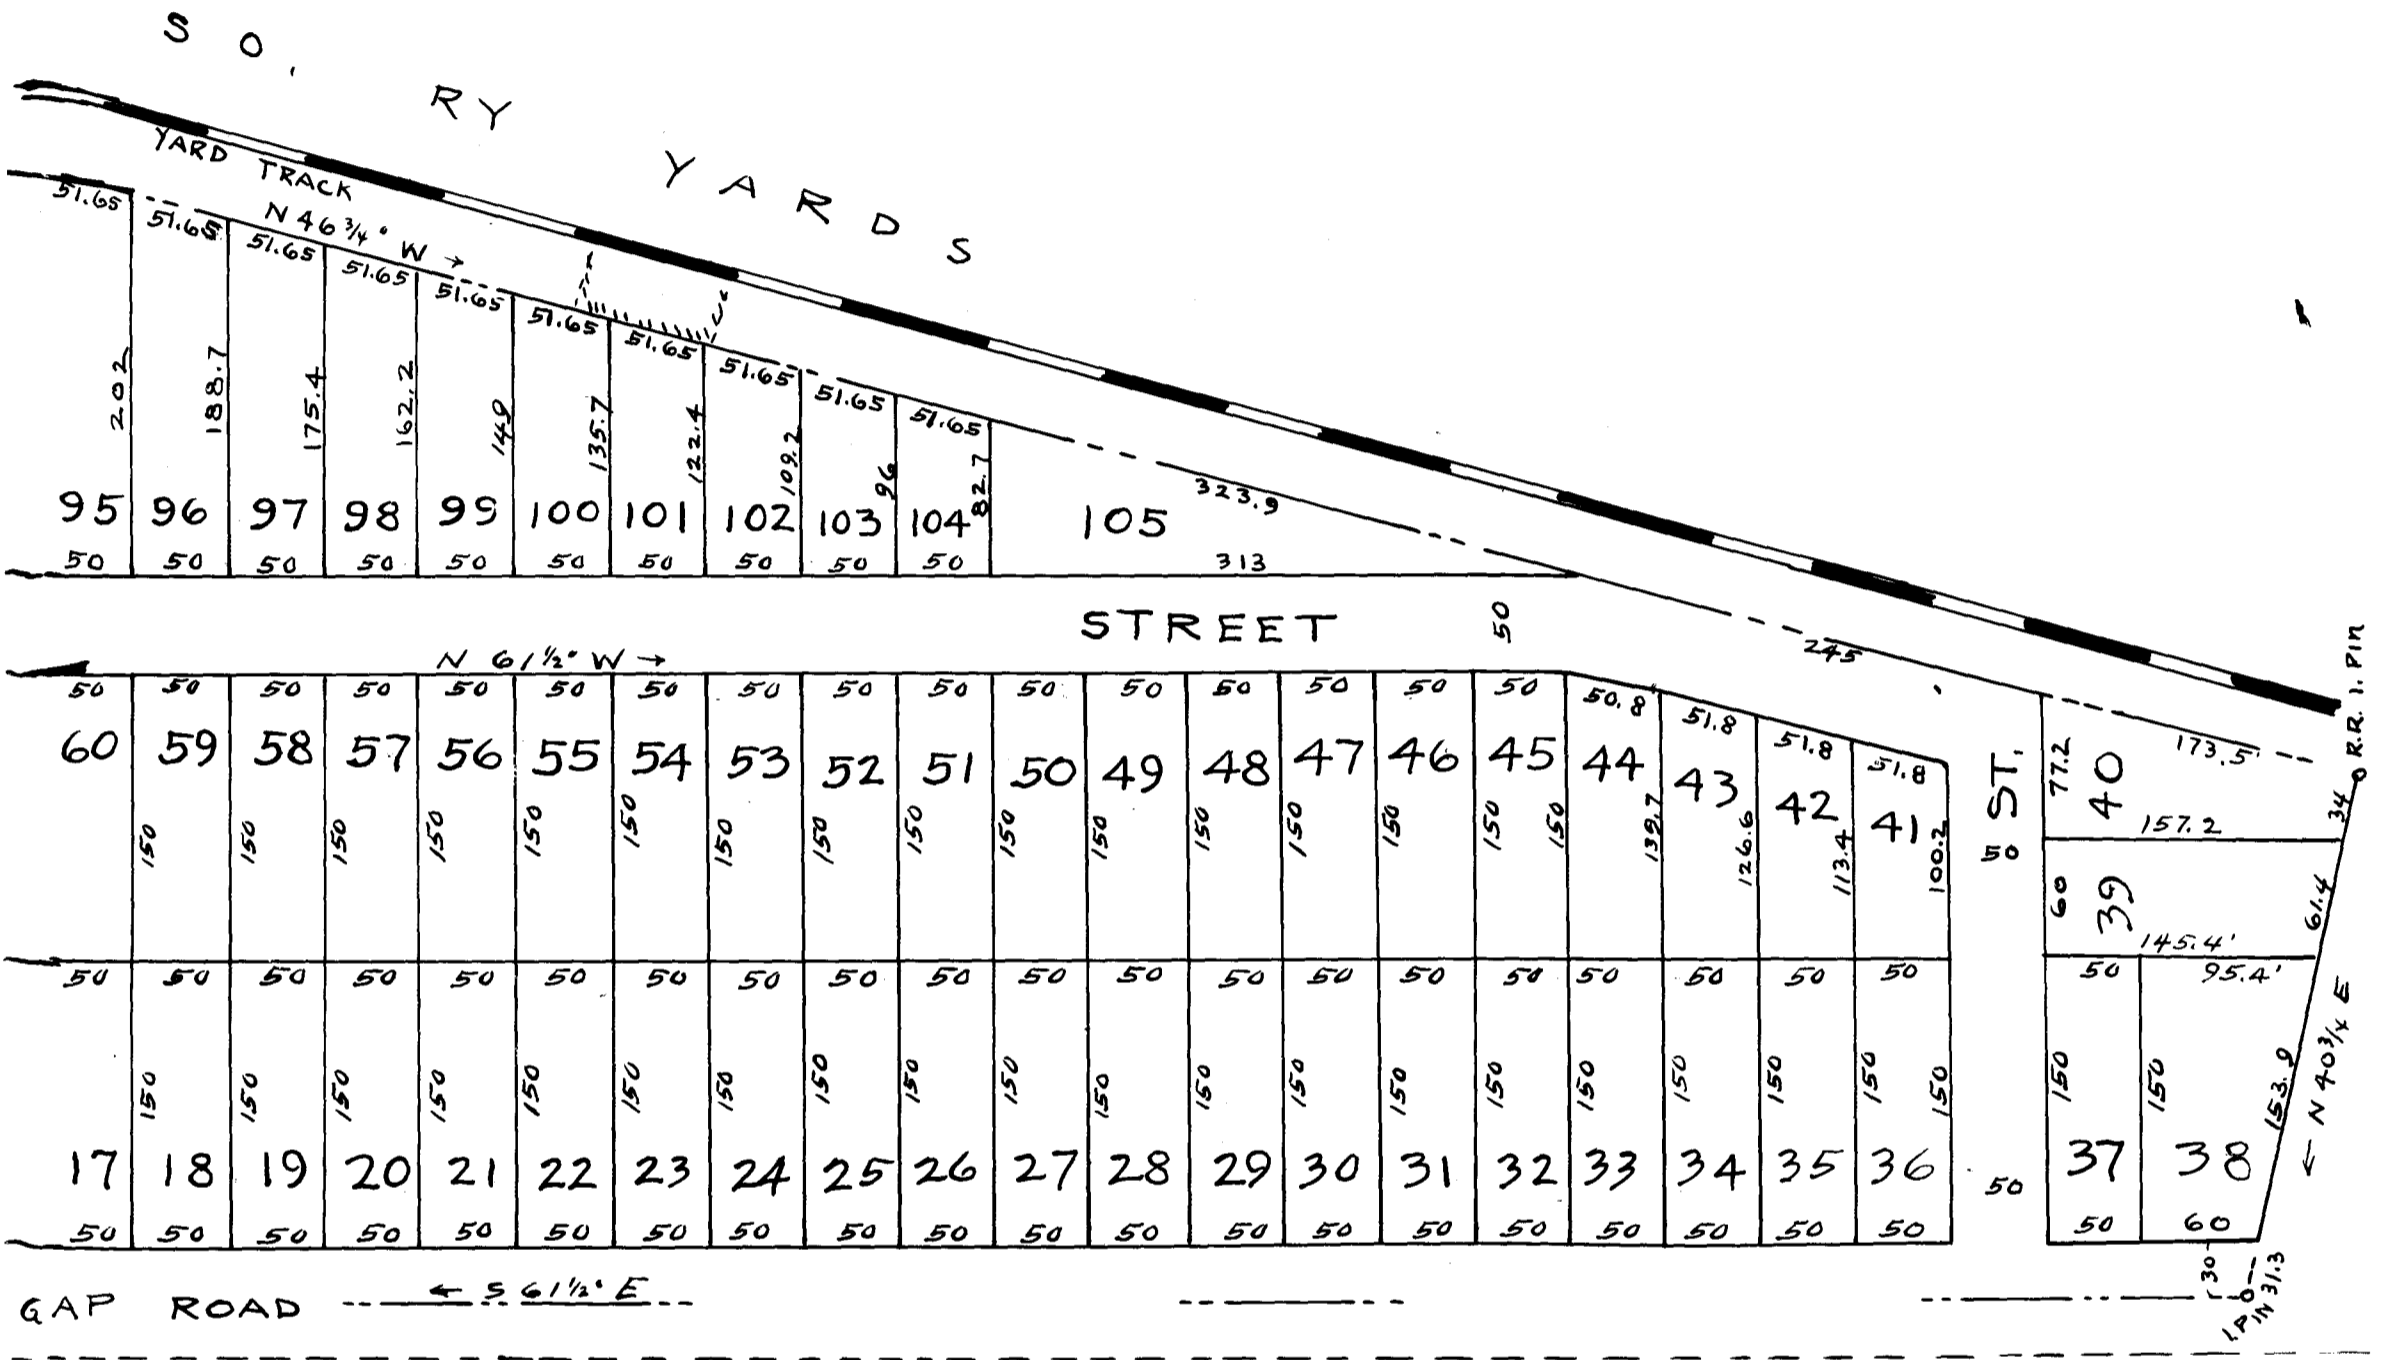 SO. RY YARDS
YARD TRACK
N 46 ¾° W →
51.65 51.65 51.65 51.65 51.65 51.65 51.65 51.65 51.65 51.65
202 188.7 175.4 162.2 149 135.7 122.4 109.2 96 82.7
323.9
95 96 97 98 99 100 101 102 103 104 105
50 50 50 50 50 50 50 50 50 50 313
STREET 50
245
R.R. I. PIN
N 61 ½° W →
50 50 50 50 50 50 50 50 50 50 50 50 50 50 50 50 50.8 51.8 51.8 51.8
173.5'
60 59 58 57 56 55 54 53 52 51 50 49 48 47 46 45 44 43 42 41
ST. 77.2 40 34
157.2
150 150 150 150 150 150 150 150 150 150 150 150 150 150 150 150 139.7 126.6 113.4 100.2
50
60 39 61.4
145.4'
50 50 50 50 50 50 50 50 50 50 50 50 50 50 50 50 50 50 50 50 50 95.4'
N 40 ¾ E
150 150 150 150 150 150 150 150 150 150 150 150 150 150 150 150 150 150 150 150 150 150 153.9
17 18 19 20 21 22 23 24 25 26 27 28 29 30 31 32 33 34 35 36 50 37 38
50 50 50 50 50 50 50 50 50 50 50 50 50 50 50 50 50 50 50 50 50 60
GAP ROAD ← S 61 ½° E
30 31.3
I. PIN